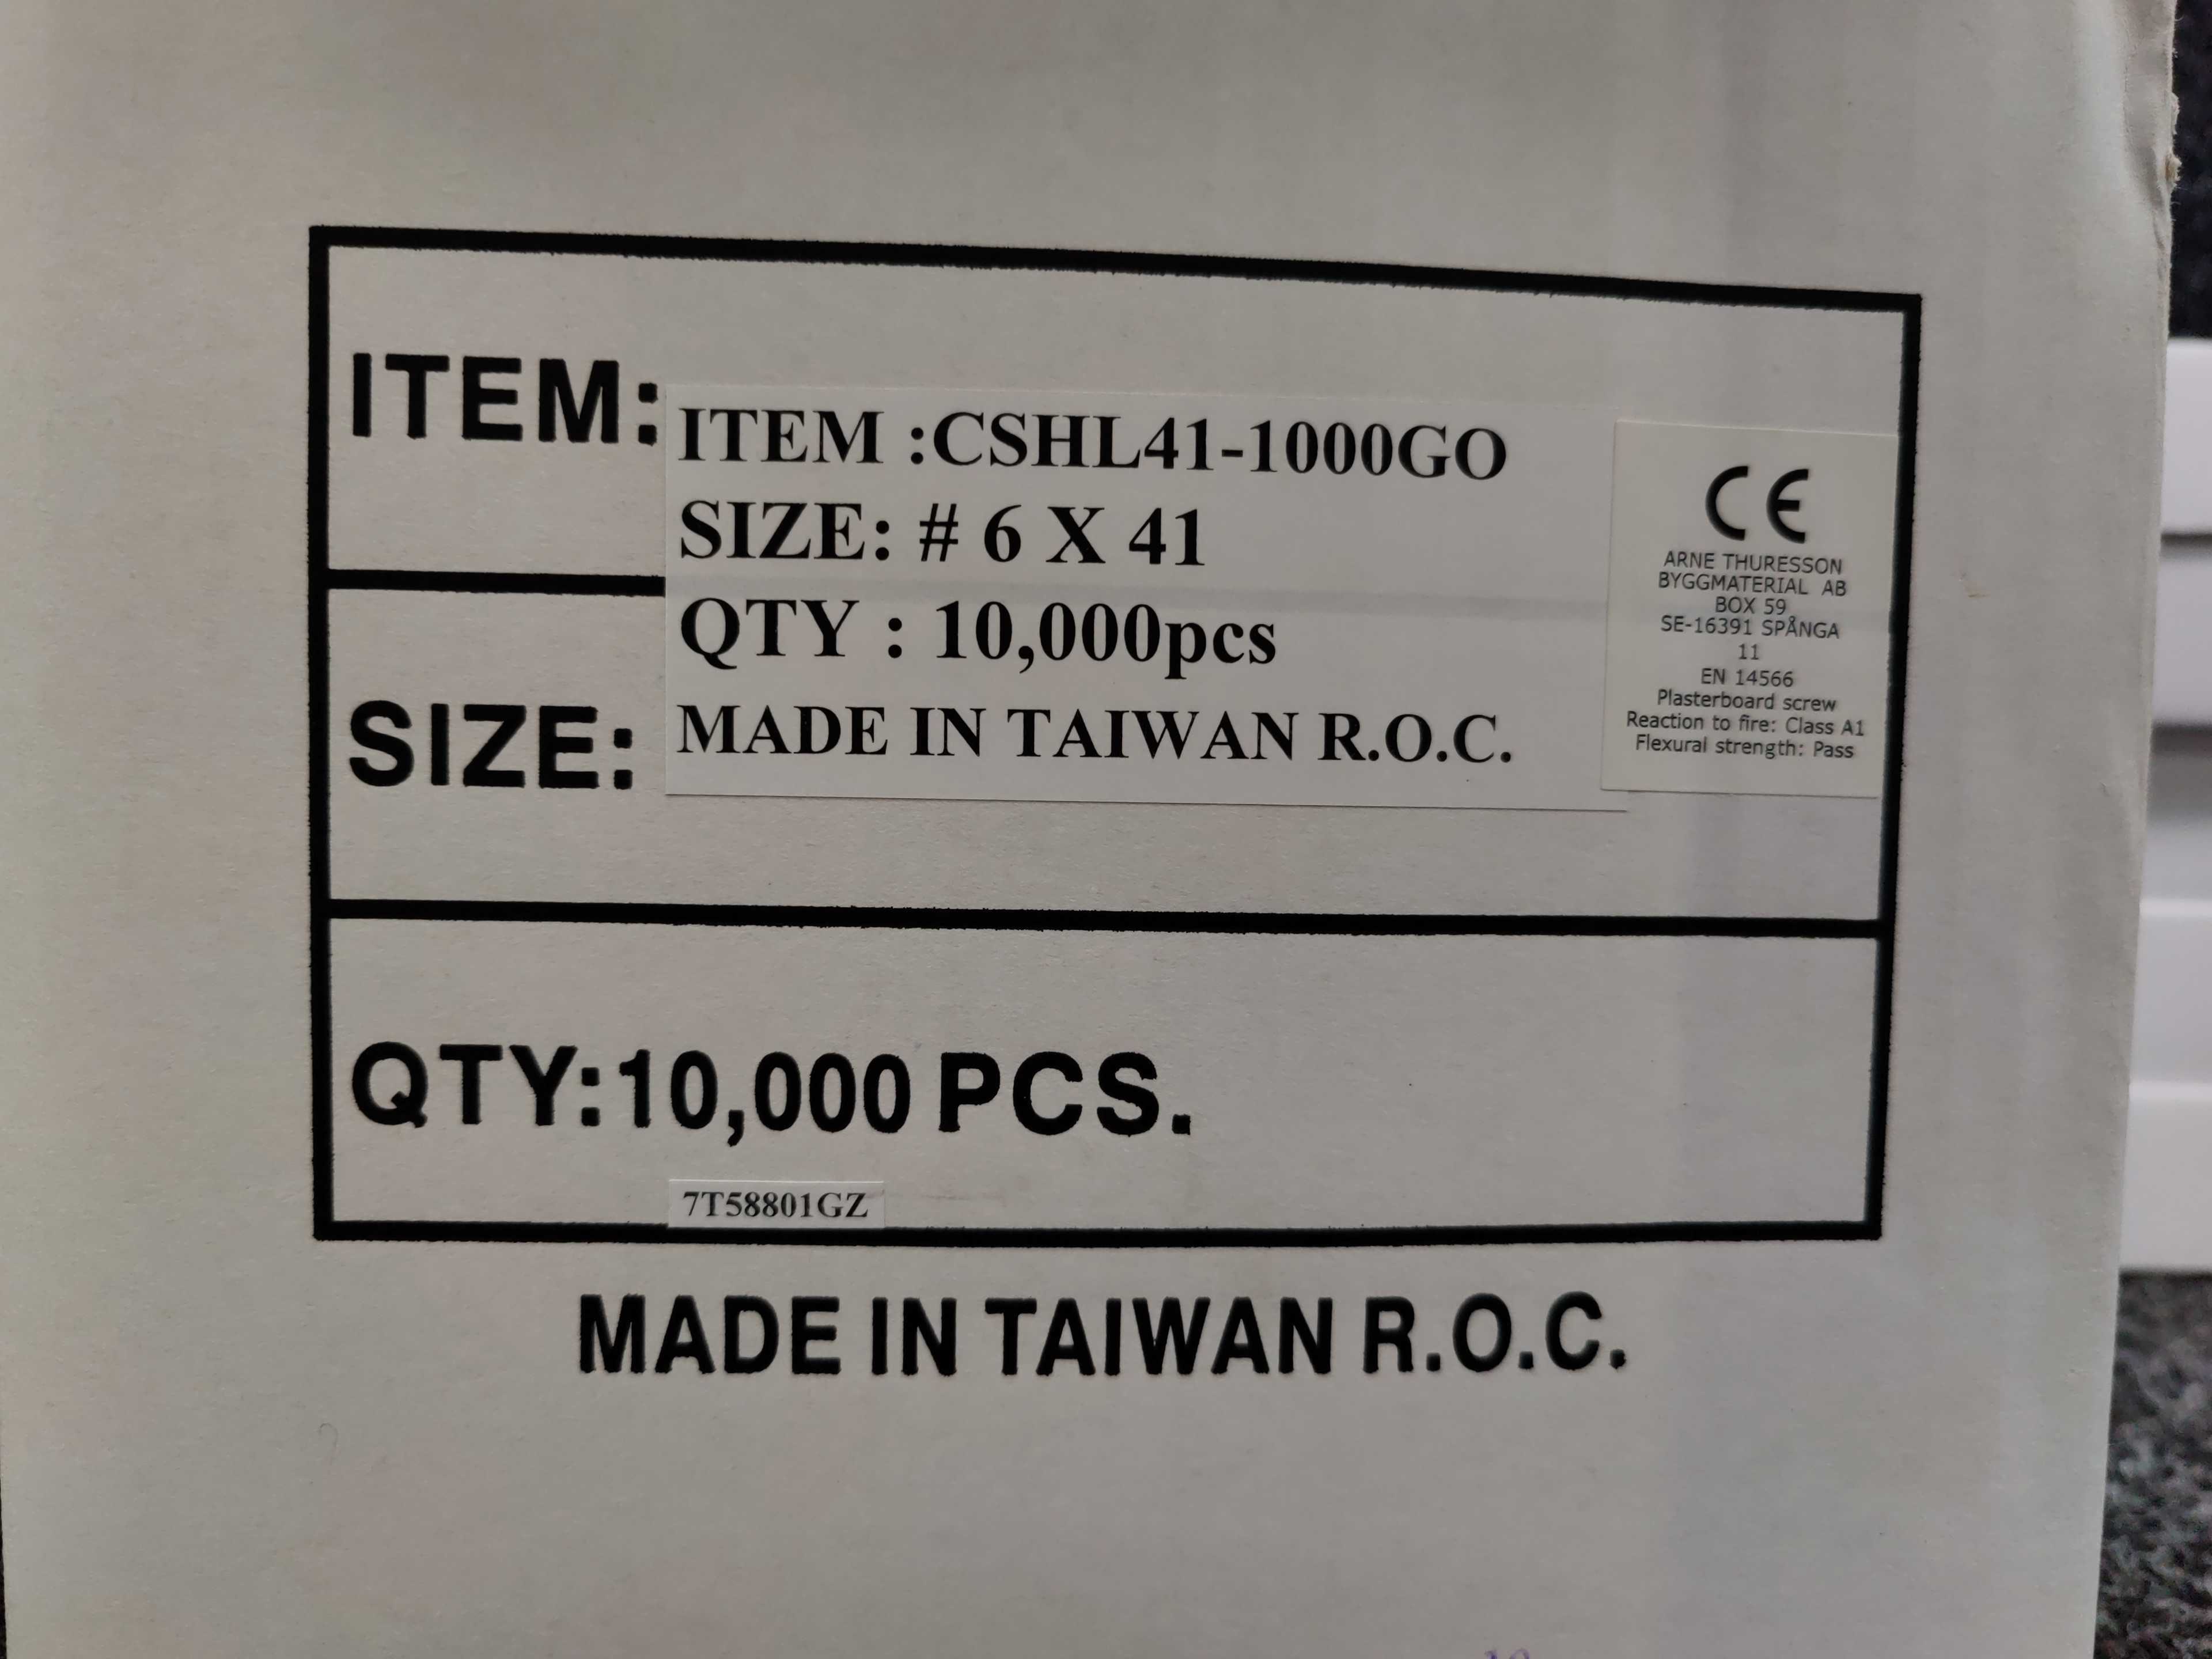 ITEM:
ITEM :CSHL41-1000GO
SIZE: # 6 X 41
QTY : 10,000pcs
MADE IN TAIWAN R.O.C.
CE
ARNE THURESSON
BYGGMATERIAL AB
BOX 59
SE-16391 SPÅNGA
11
EN 14566
Plasterboard screw
Reaction to fire: Class A1
Flexural strength: Pass
SIZE:
QTY:10,000 PCS.
7T58801GZ
MADE IN TAIWAN R.O.C.